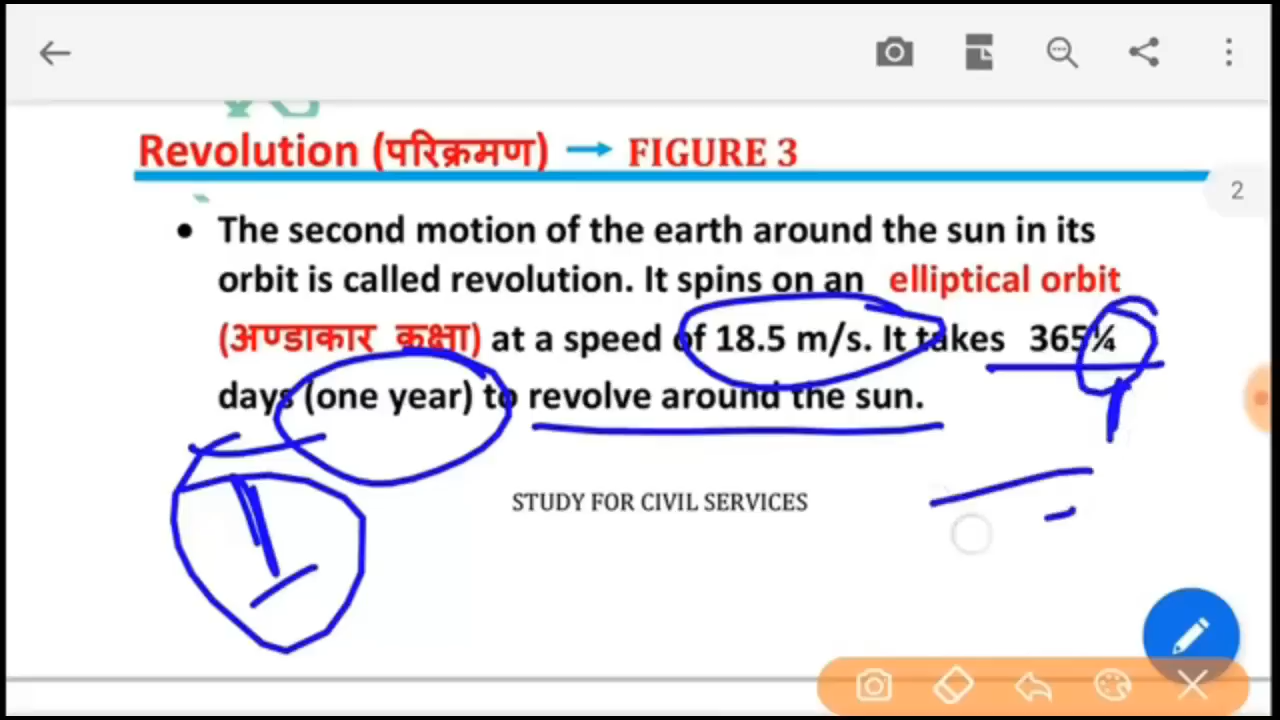 Revolution (परिक्रमण) → FIGURE 3
2
• The second motion of the earth around the sun in its
orbit is called revolution. It spins on an elliptical orbit
(अण्डाकार कक्षा) at a speed of 18.5 m/s. It takes 365¼
days (one year) to revolve around the sun.
STUDY FOR CIVIL SERVICES